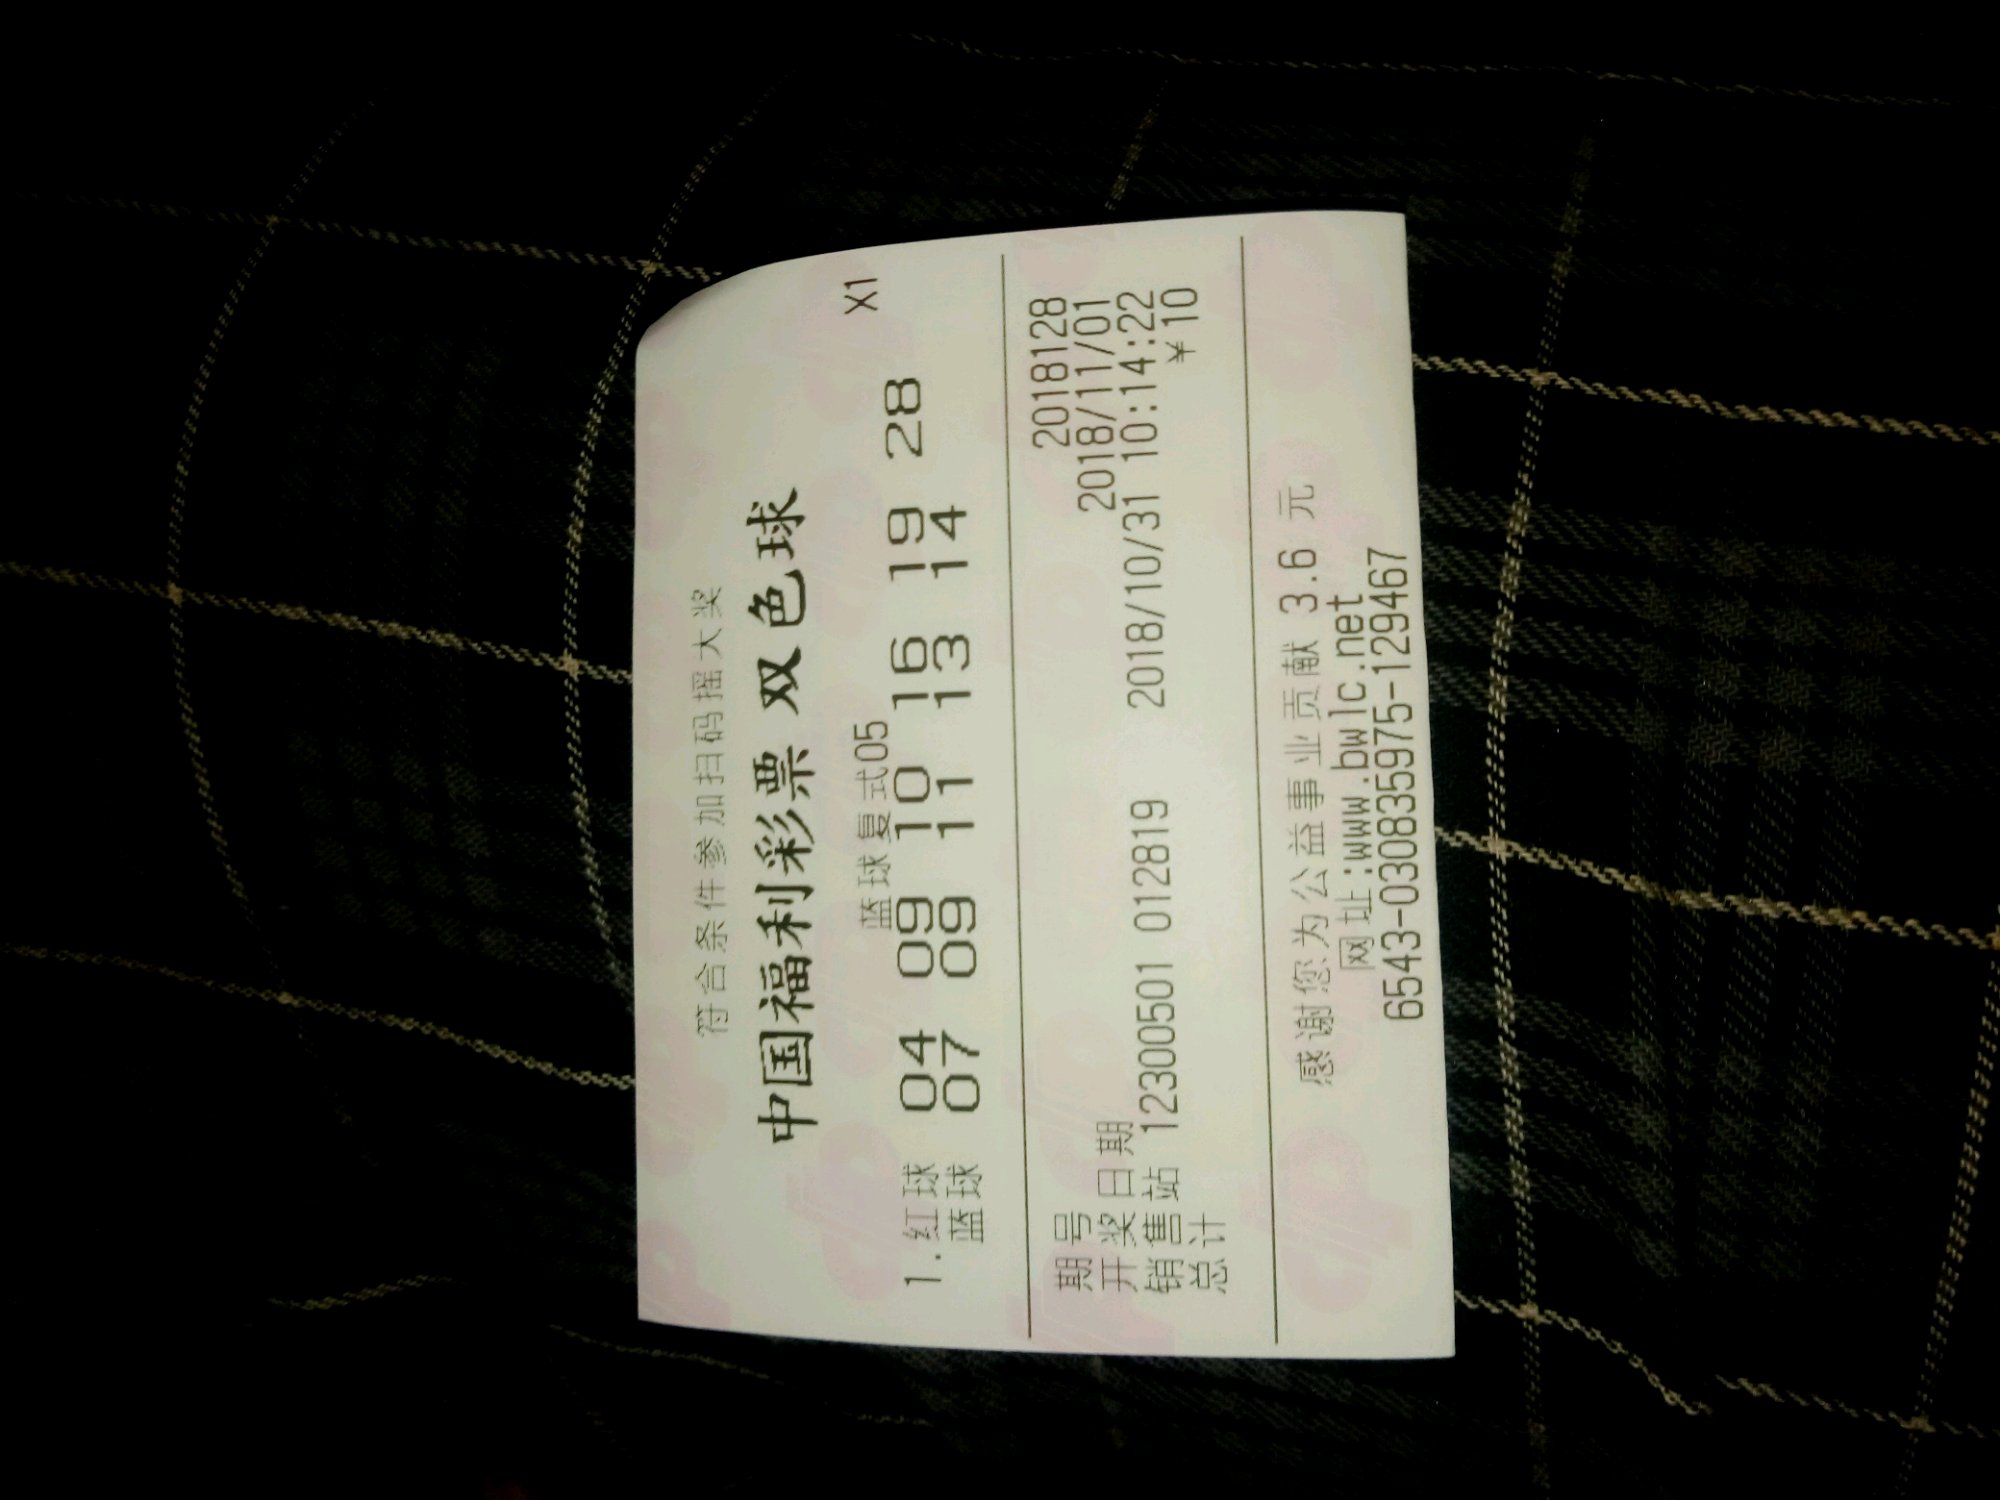 符合条件参加扫码摇大奖
中国福利彩票 双色球
蓝球复式05 X1
1.红球 04 09 10 16 19 28
蓝球 07 09 11 13 14
期号 2018128
开奖日期 2018/11/01
销售站 12300501 012819 2018/10/31 10:14:22
总计 ¥10
感谢您为公益事业贡献 3.6 元
网址:www.bwlc.net
6543-0308359​75-129467